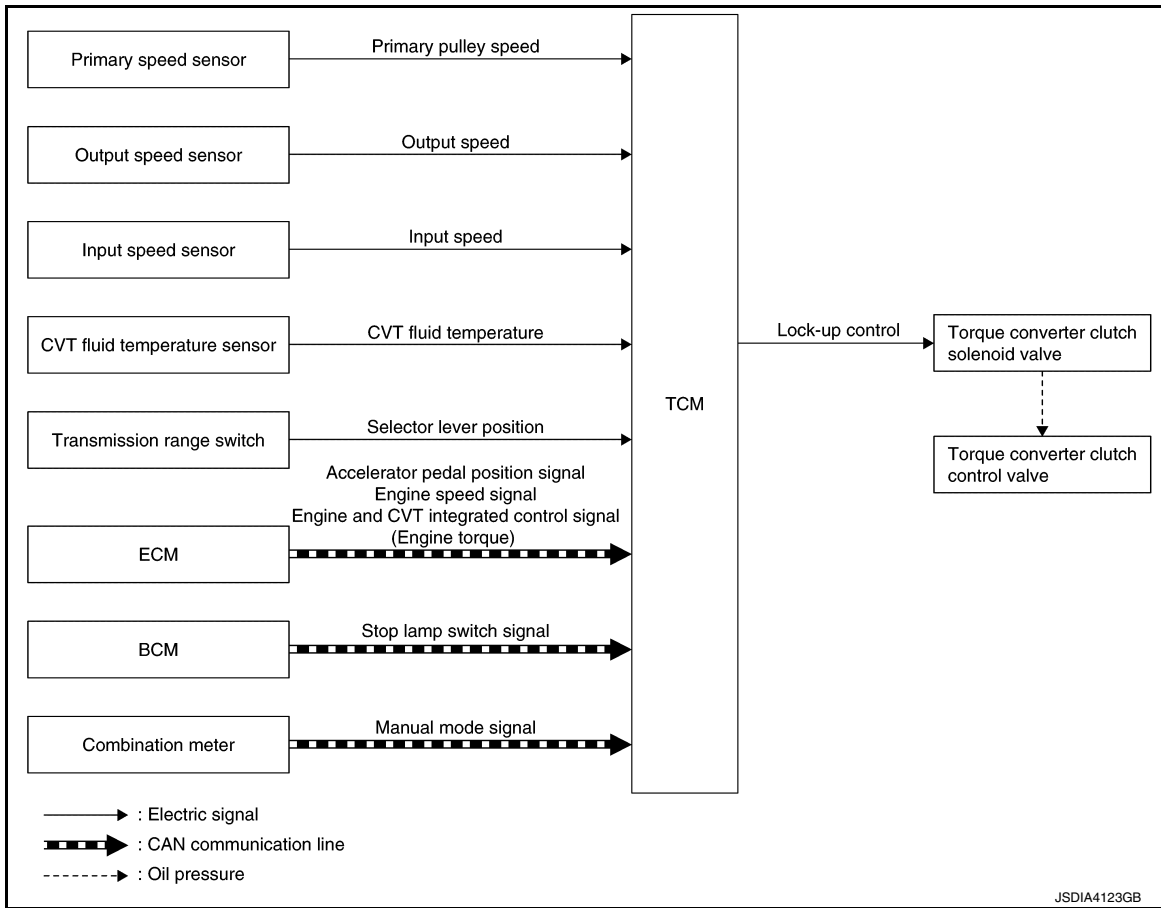 Primary speed sensor
Primary pulley speed
Output speed sensor
Output speed
Input speed sensor
Input speed
CVT fluid temperature sensor
CVT fluid temperature
Transmission range switch
Selector lever position
ECM
Accelerator pedal position signal
Engine speed signal
Engine and CVT integrated control signal
(Engine torque)
BCM
Stop lamp switch signal
Combination meter
Manual mode signal
TCM
Lock-up control
Torque converter clutch
solenoid valve
Torque converter clutch
control valve
: Electric signal
: CAN communication line
: Oil pressure
JSDIA4123GB